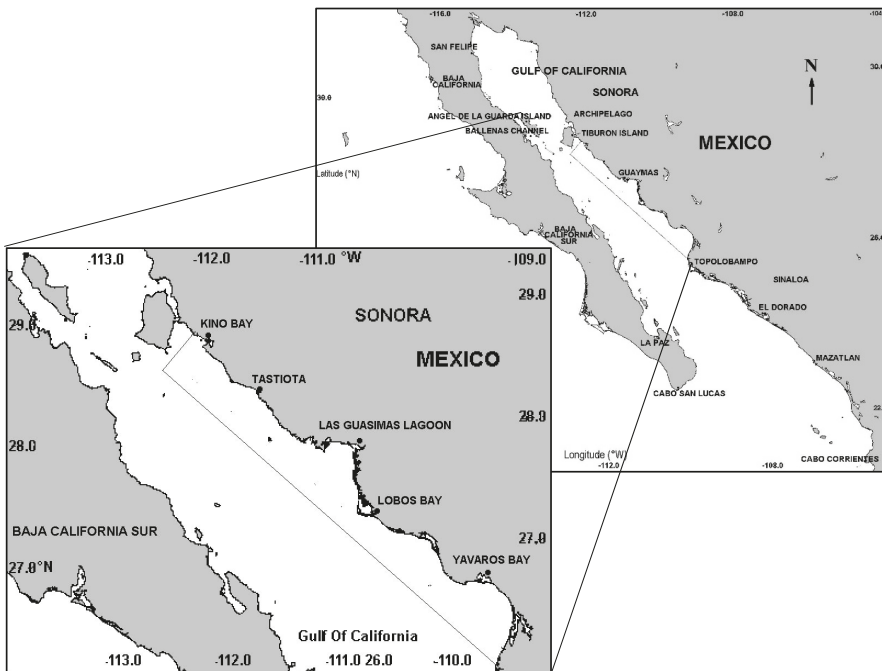 -116.0
-112.0
-108.0
-104
SAN FELIPE
GULF OF CALIFORNIA
N
30.0
BAJA
CALIFORNIA
SONORA
30.0
ANGEL DE LA GUARDA ISLAND
ARCHIPELAGO
BALLENAS CHANNEL
TIBURON ISLAND
MEXICO
Latitude (°N)
GUAYMAS
BAJA
CALIFORNIA
SUR
TOPOLOBAMPO
SINALOA
EL DORADO
LA PAZ
MAZATLAN
CABO SAN LUCAS
22.
Longitude (°W)
CABO CORRIENTES
-112.0
-108.0
-113.0
-112.0
-111.0 °W
-109.0
29.0
29.0
KINO BAY
SONORA
MEXICO
TASTIOTA
LAS GUASIMAS LAGOON
28.0
28.0
LOBOS BAY
BAJA CALIFORNIA SUR
27.0
27.0°N
YAVAROS BAY
Gulf Of California
-113.0
-112.0
-111.0 26.0
-110.0